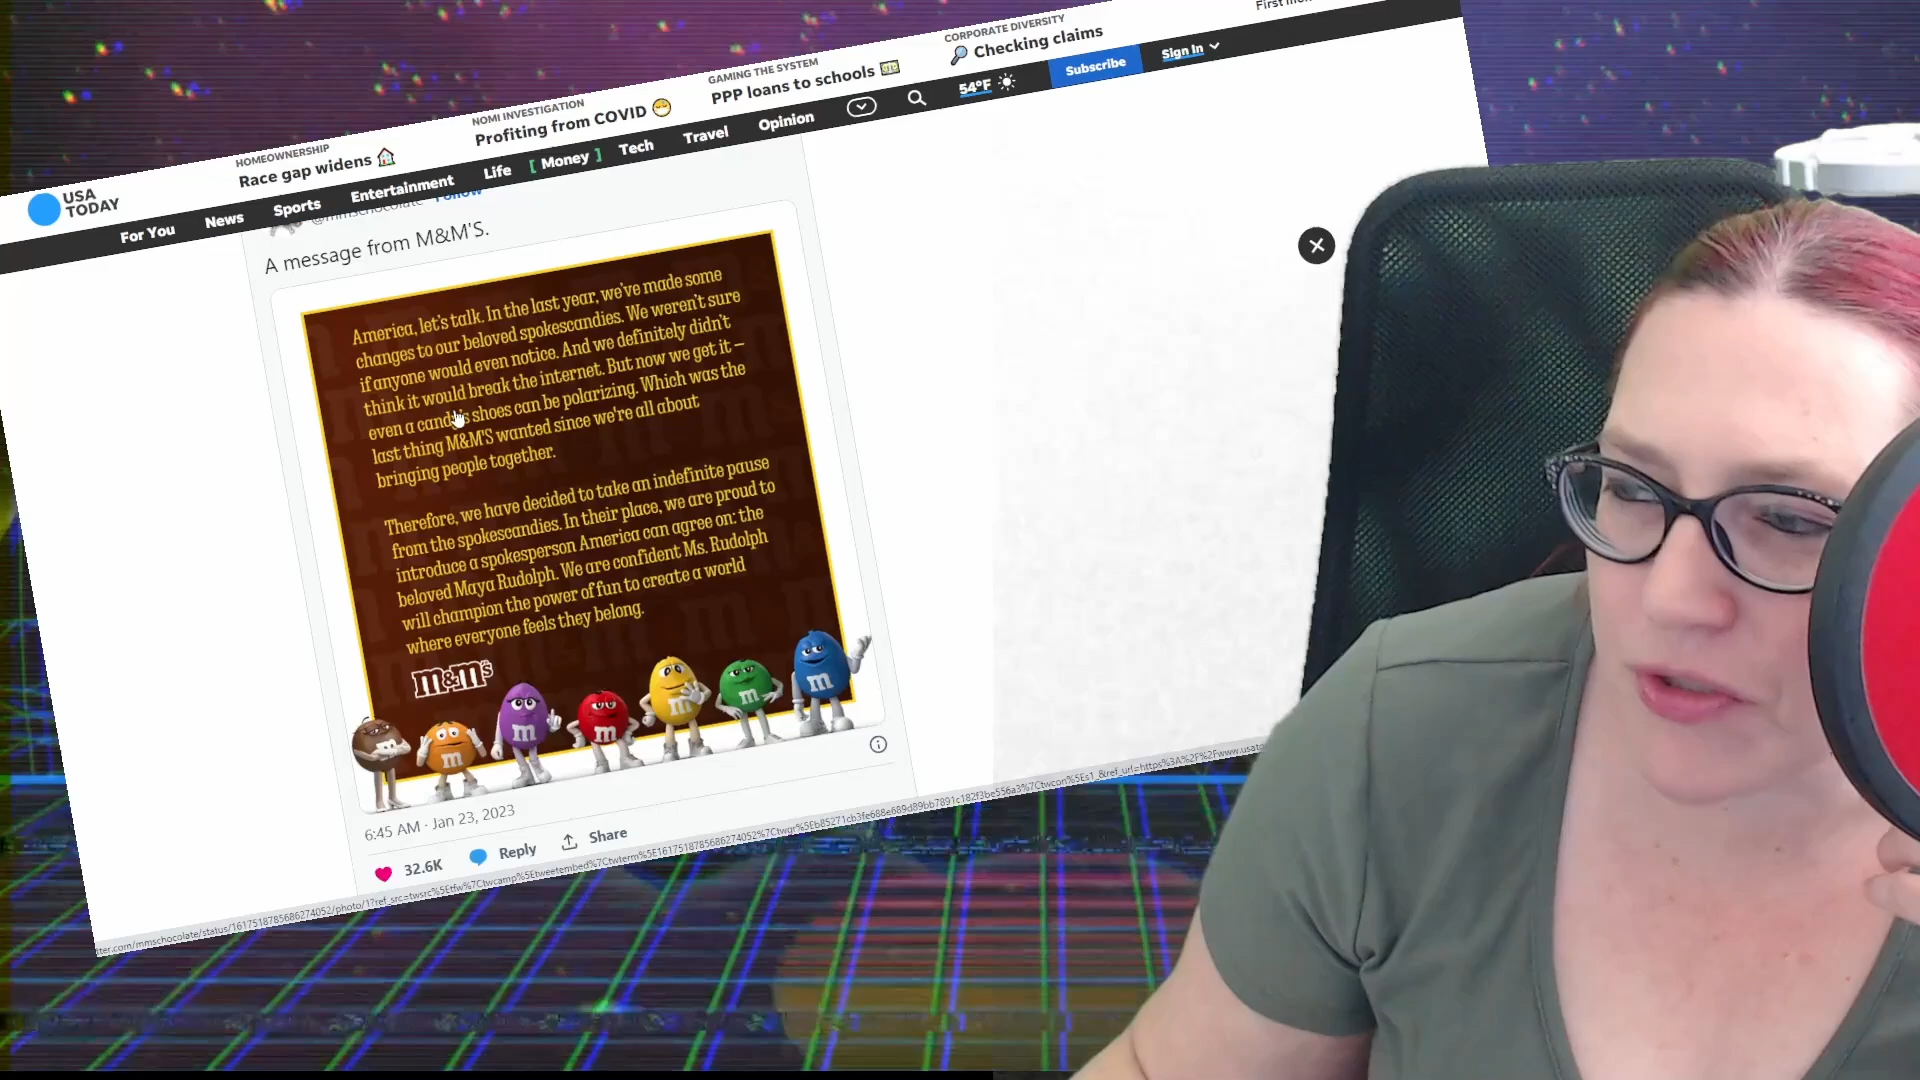 CORPORATE DIVERSITY
Checking claims
GAMING THE SYSTEM
PPP loans to schools
NOMI INVESTIGATION
Profiting from COVID
HOMEOWNERSHIP
Race gap widens
USA
TODAY
For You
News
Sports
Entertainment
Life
[ Money ]
Tech
Travel
Opinion
54°F
Subscribe
Sign In
@mmschocolate
Follow
A message from M&M'S.
America, let's talk. In the last year, we've made some
changes to our beloved spokescandies. We weren't sure
if anyone would even notice. And we definitely didn't
think it would break the internet. But now we get it –
even a candy's shoes can be polarizing. Which was the
last thing M&M'S wanted since we're all about
bringing people together.
Therefore, we have decided to take an indefinite pause
from the spokescandies. In their place, we are proud to
introduce a spokesperson America can agree on: the
beloved Maya Rudolph. We are confident Ms. Rudolph
will champion the power of fun to create a world
where everyone feels they belong.
m&m's
m
m
m
m
m
m
m
6:45 AM · Jan 23, 2023
32.6K
Reply
Share